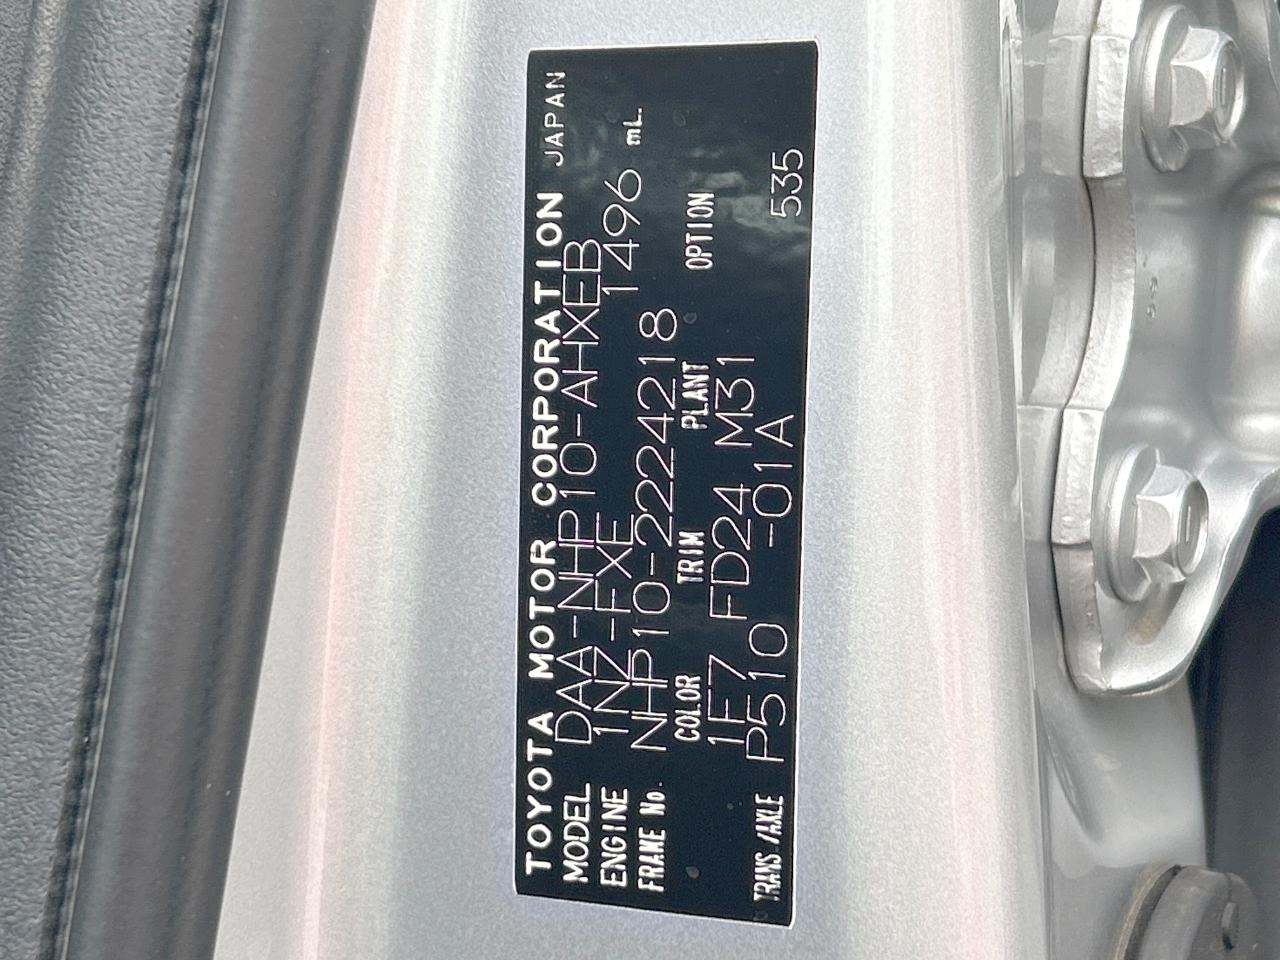 TOYOTA MOTOR CORPORATION JAPAN
MODEL DAA-NHP10-AHXEB
ENGINE 1NZ-FXE 1496 mL.
FRAME No. NHP10-2224218
COLOR TRIM PLANT OPTION
1F7 FD24 M31
TRANS/AXLE P510 -01A 535